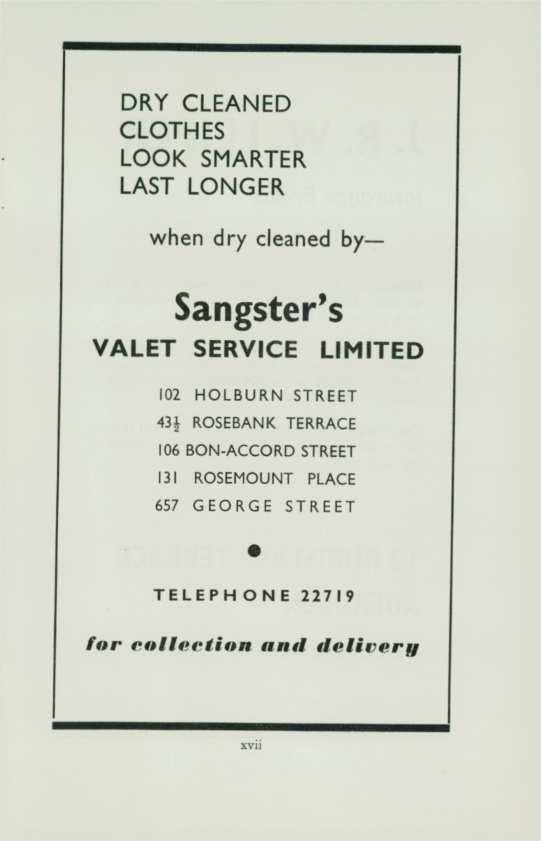 DRY CLEANED
CLOTHES
LOOK SMARTER
LAST LONGER
when dry cleaned by—
Sangster's
VALET SERVICE LIMITED
102 HOLBURN STREET
43½ ROSEBANK TERRACE
106 BON-ACCORD STREET
131 ROSEMOUNT PLACE
657 GEORGE STREET
TELEPHONE 22719
for collection and delivery
xvii